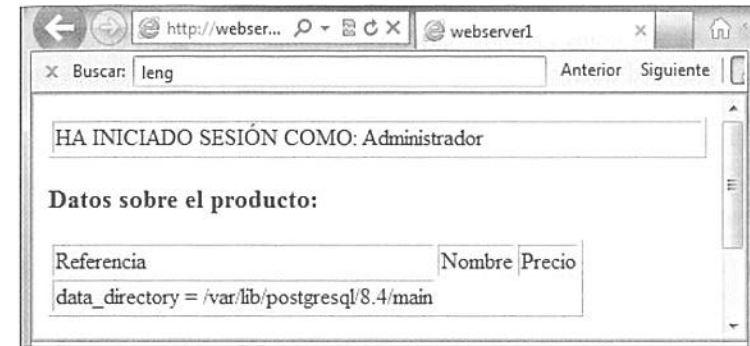 http://webser...
webserver1
Buscar: leng
Anterior Siguiente
HA INICIADO SESIÓN COMO: Administrador
Datos sobre el producto:
Referencia Nombre Precio
data_directory = /var/lib/postgresql/8.4/main